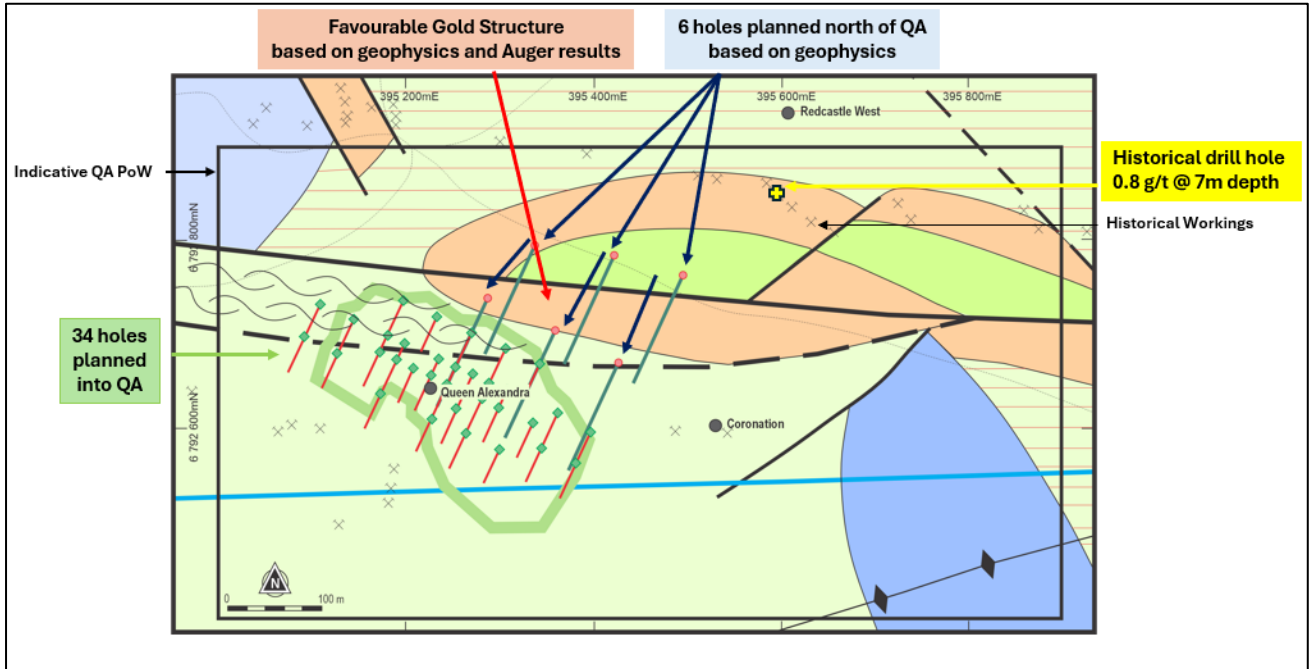 Favourable Gold Structure
based on geophysics and Auger results
6 holes planned north of QA
based on geophysics
395 200mE
395 400mE
395 600mE
395 800mE
Redcastle West
Indicative QA PoW
Historical drill hole
0.8 g/t @ 7m depth
Historical Workings
800mN
34 holes
planned
into QA
Queen Alexandra
Coronation
6 792 600mN
N
0
100 m